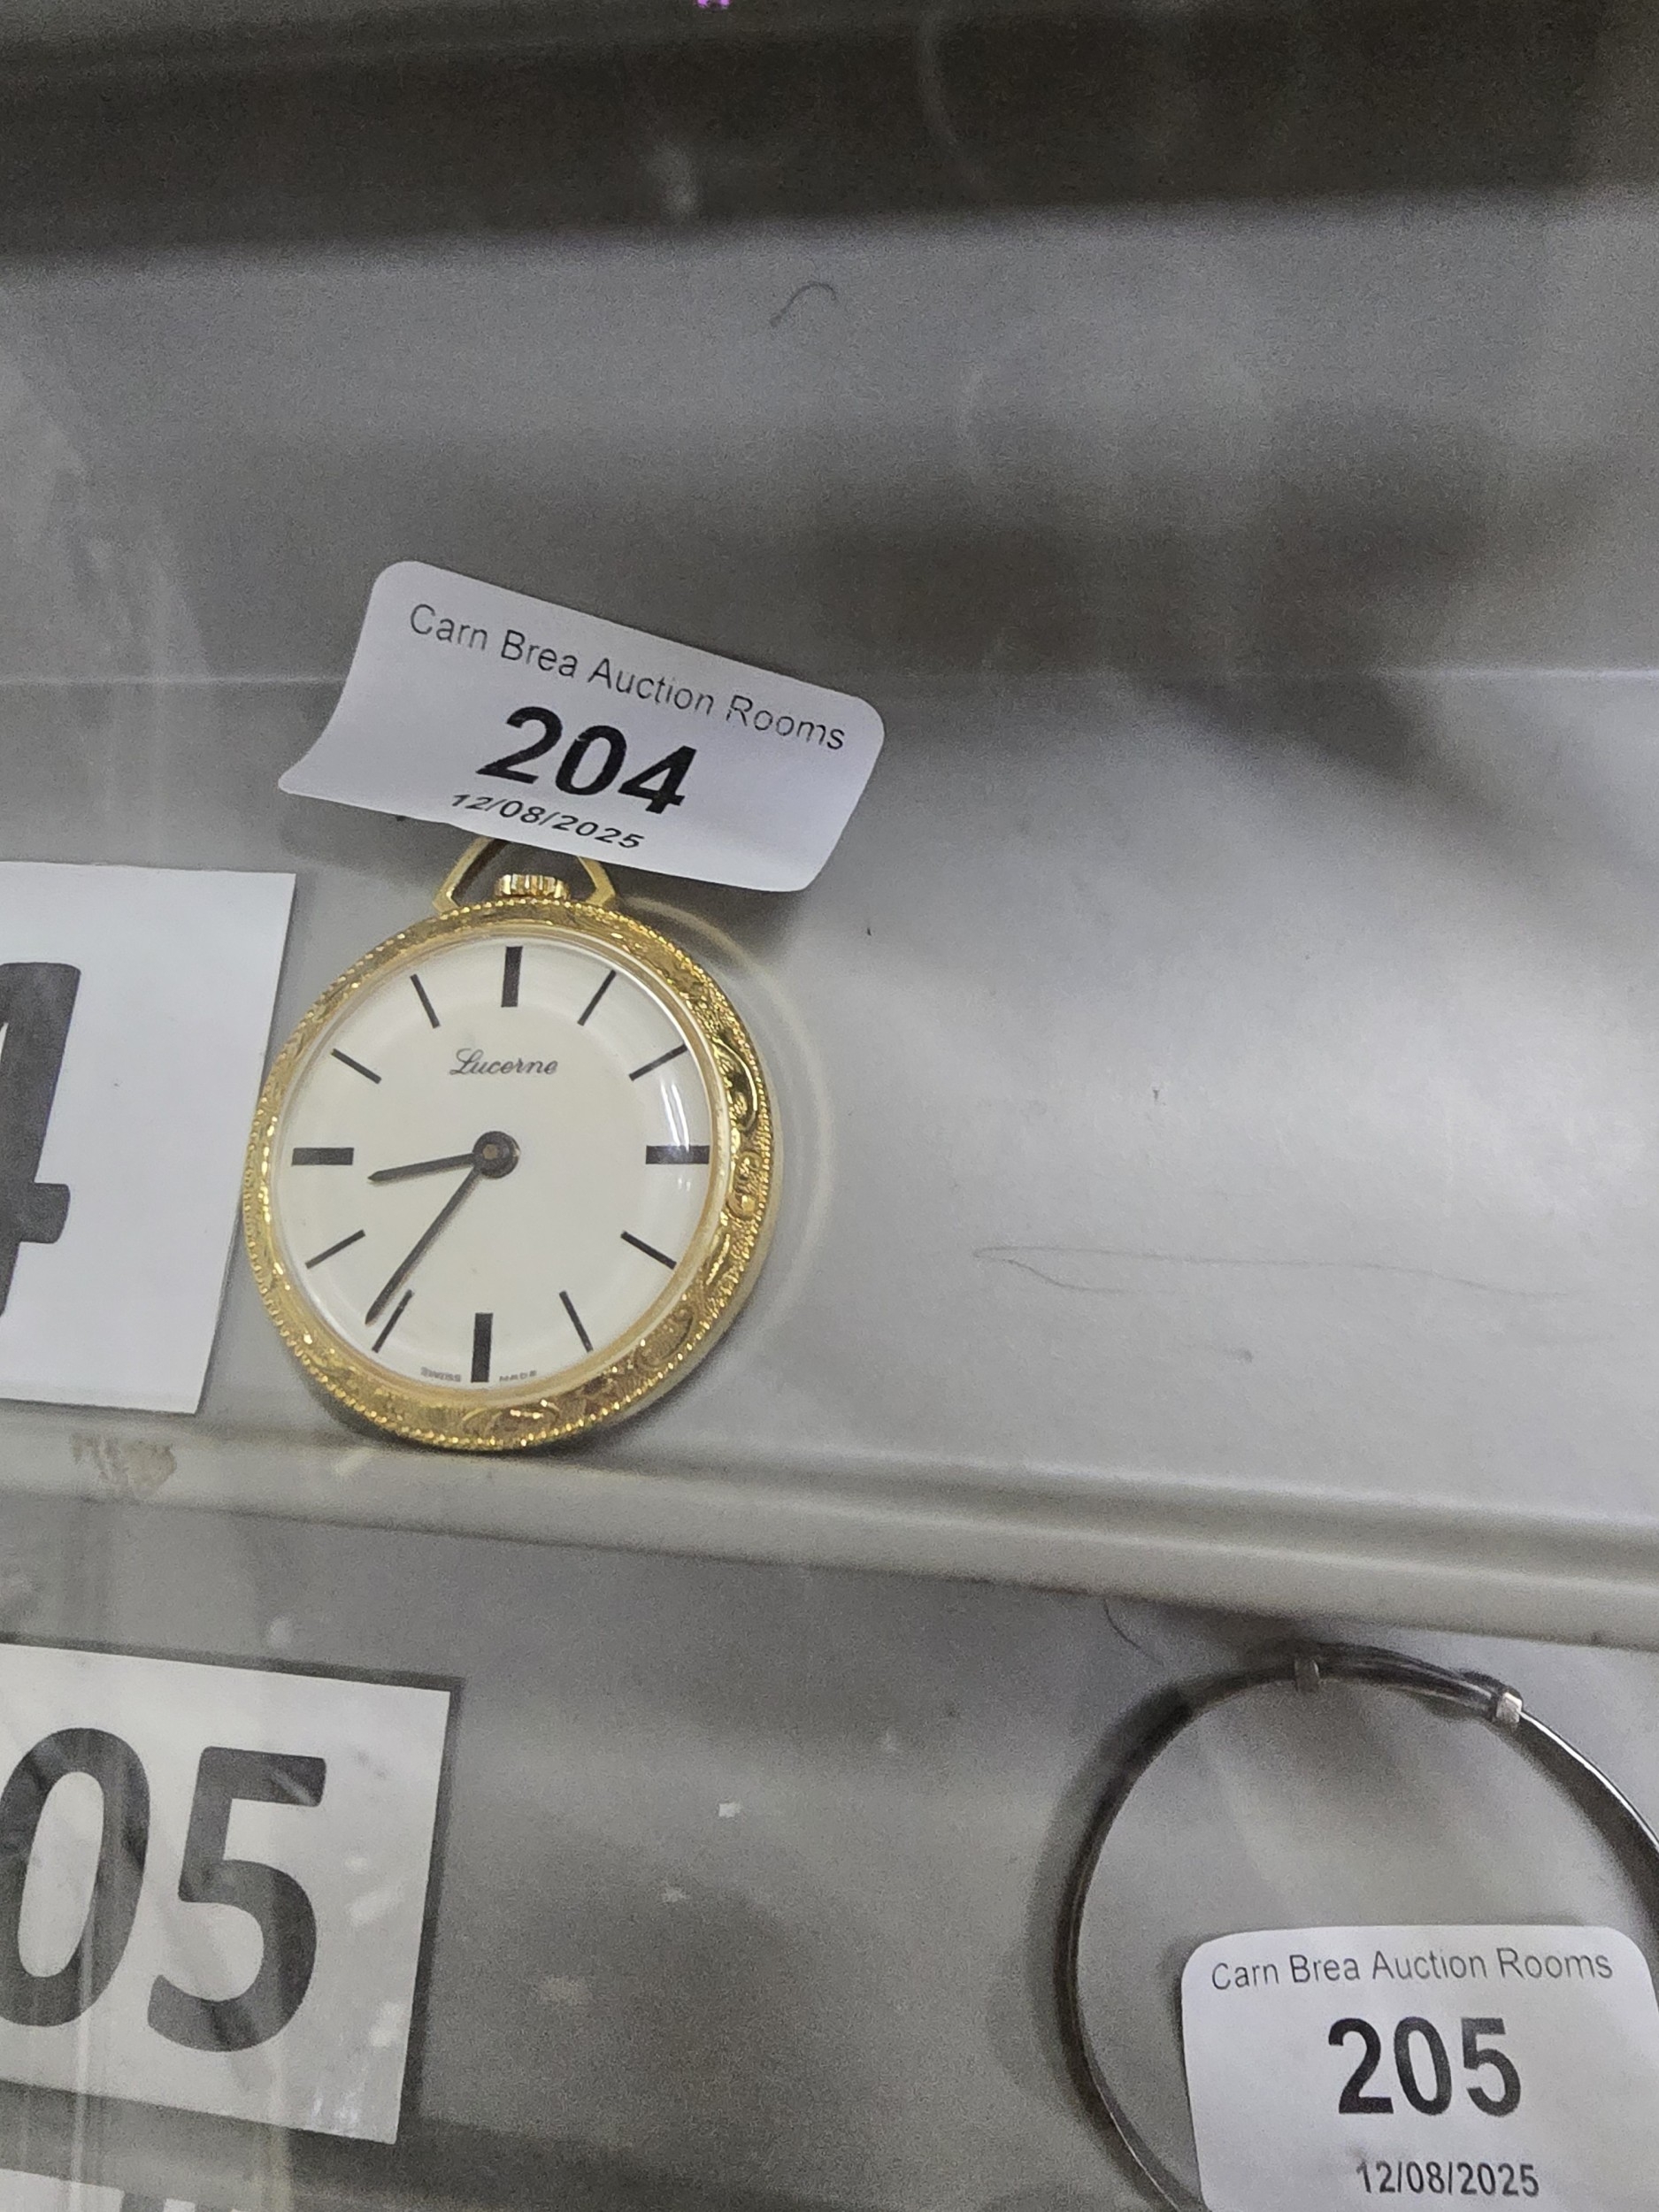 Carn Brea Auction Rooms
204
12/08/2025
4
Lucerne
SWISS MADE
05
Carn Brea Auction Rooms
205
12/08/2025